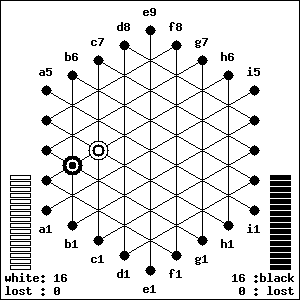 e9
d8 f8
c7 g7
b6 h6
a5 i5
a1 i1
b1 h1
c1 g1
d1 f1
e1
white: 16 16 :black
lost : 0 0 : lost